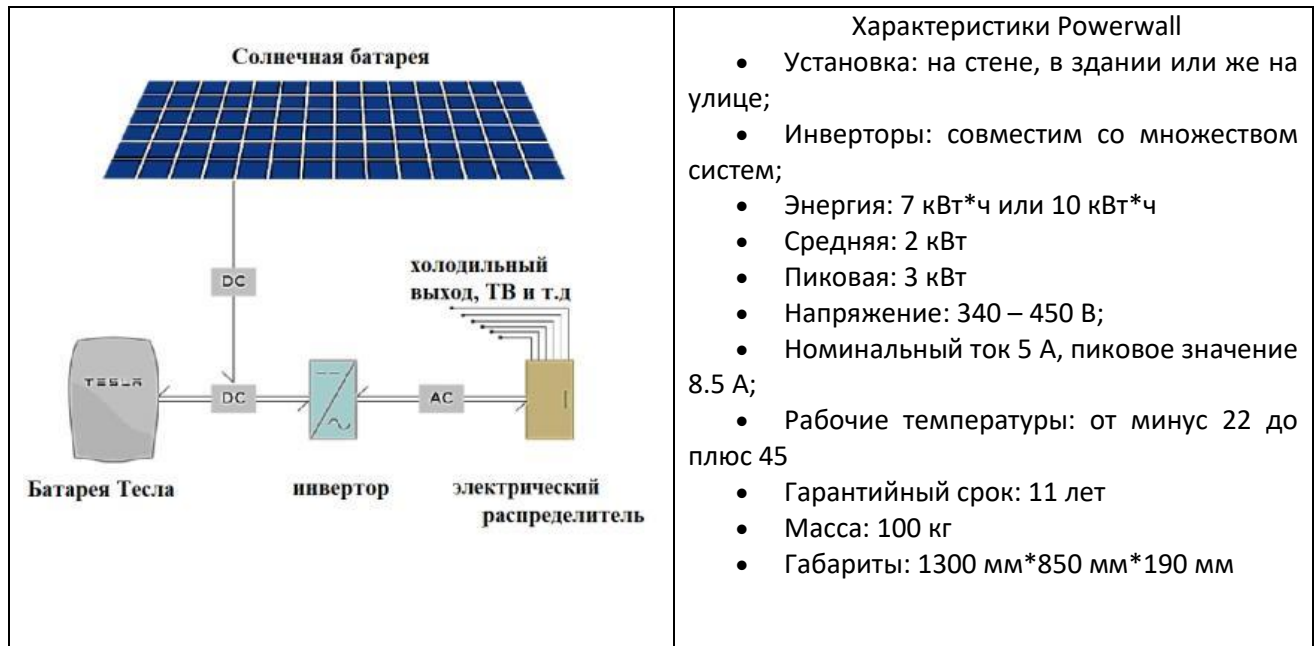 Солнечная батарея
DC
холодильный
выход, ТВ и т.д
TESLA
DC
AC
Батарея Тесла
инвертор
электрический
распределитель
Характеристики Powerwall
• Установка: на стене, в здании или же на
улице;
• Инверторы: совместим со множеством
систем;
• Энергия: 7 кВт*ч или 10 кВт*ч
• Средняя: 2 кВт
• Пиковая: 3 кВт
• Напряжение: 340 – 450 В;
• Номинальный ток 5 А, пиковое значение
8.5 А;
• Рабочие температуры: от минус 22 до
плюс 45
• Гарантийный срок: 11 лет
• Масса: 100 кг
• Габариты: 1300 мм*850 мм*190 мм